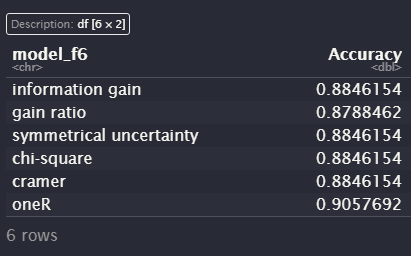 Description: df [6 × 2]
model_f6 Accuracy
<chr> <dbl>
information gain 0.8846154
gain ratio 0.8788462
symmetrical uncertainty 0.8846154
chi-square 0.8846154
cramer 0.8846154
oneR 0.9057692
6 rows